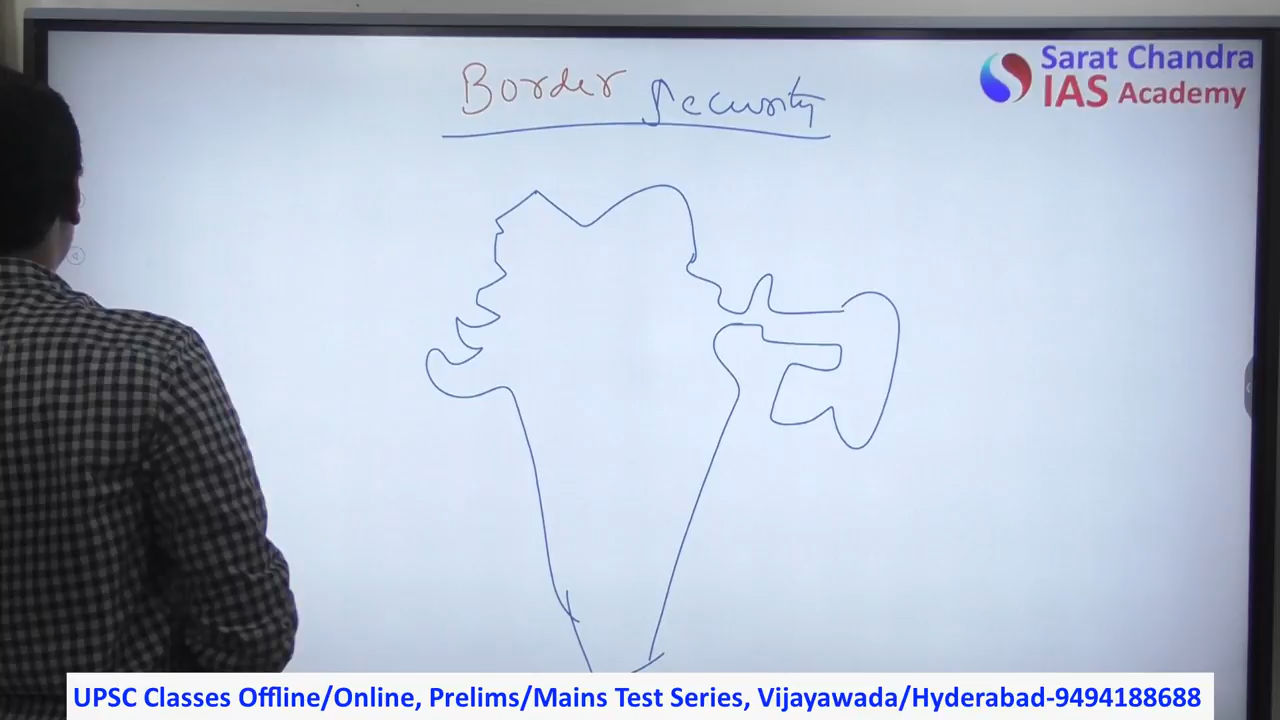 Border Security
Sarat Chandra
IAS Academy
UPSC Classes Offline/Online, Prelims/Mains Test Series, Vijayawada/Hyderabad-9494188688